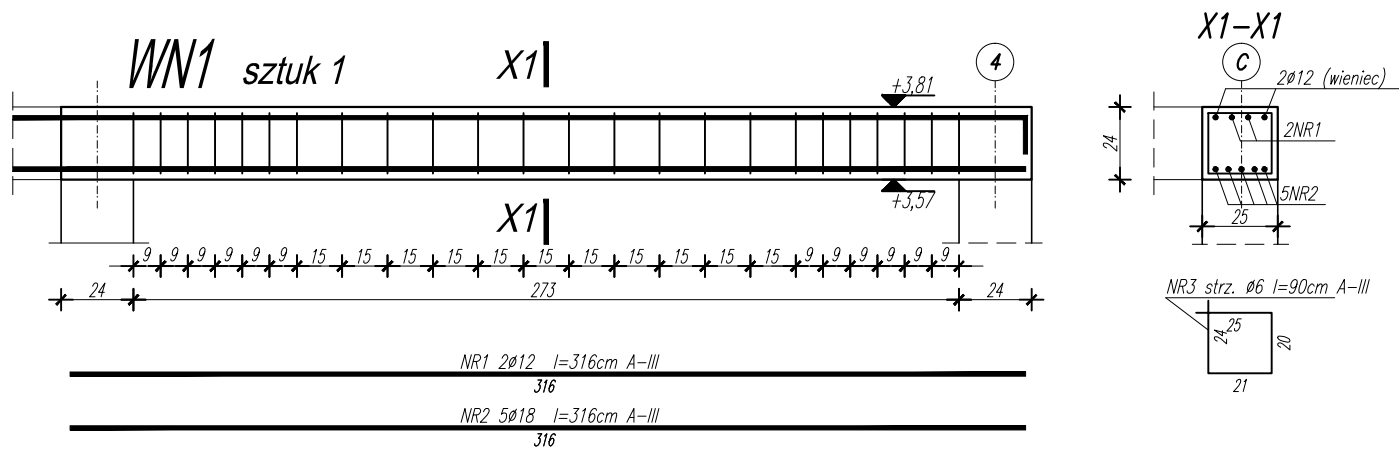 WN1 sztuk 1
X1
4
+3,81
+3,57
X1
9 9 9 9 9 9 15 15 15 15 15 15 15 15 15 15 15 9 9 9 9 9 9
24 273 24
NR1 2ø12 l=316cm A-III
316
NR2 5ø18 l=316cm A-III
316
X1-X1
C
2ø12 (wieniec)
2NR1
24
5NR2
25
NR3 strz. ø6 l=90cm A-III
25
24
20
21